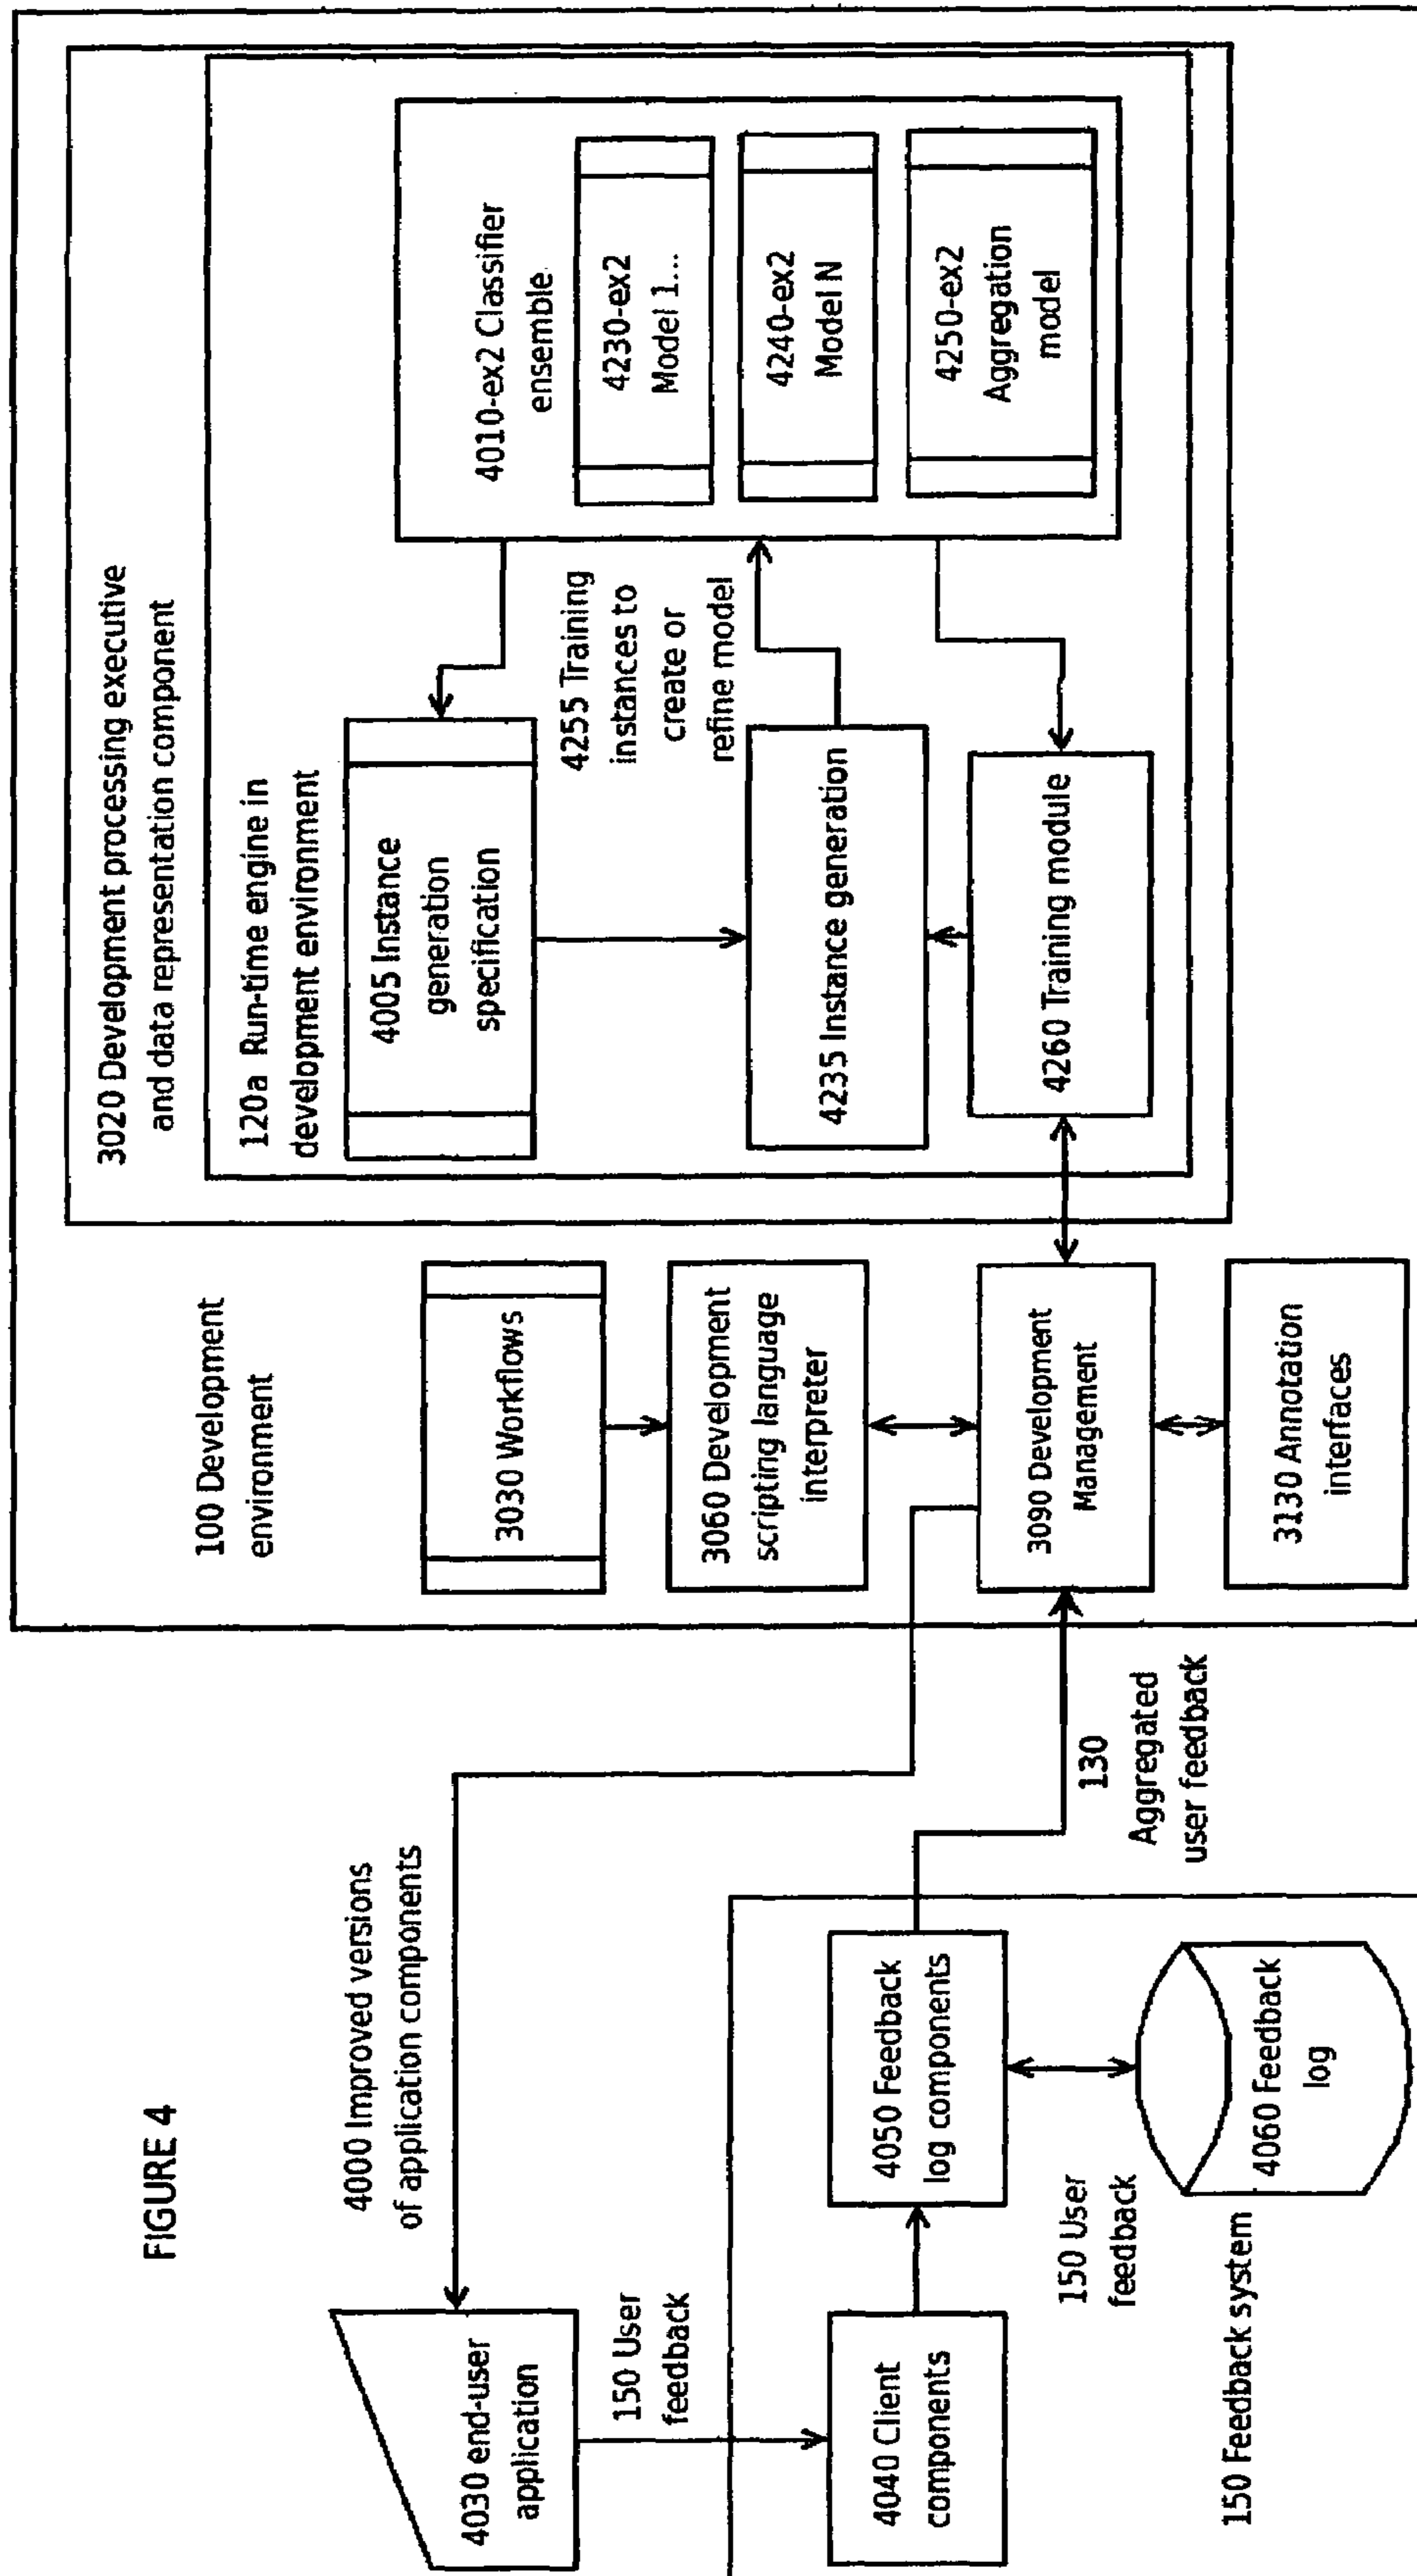 FIGURE 4
4000 Improved versions
of application components
4030 end-user
application
150 User
feedback
4040 Client
components
4050 Feedback
log components
150 User
feedback
4060 Feedback
log
150 Feedback system
130
Aggregated
user feedback
100 Development
environment
3030 Workflows
3060 Development
scripting language
interpreter
3090 Development
Management
3130 Annotation
interfaces
3020 Development processing executive
and data representation component
120a Run-time engine in
development environment
4005 Instance
generation
specification
4255 Training
instances to
create or
refine model
4235 Instance generation
4260 Training module
4010-ex2 Classifier
ensemble
4230-ex2
Model 1...
4240-ex2
Model N
4250-ex2
Aggregation
model